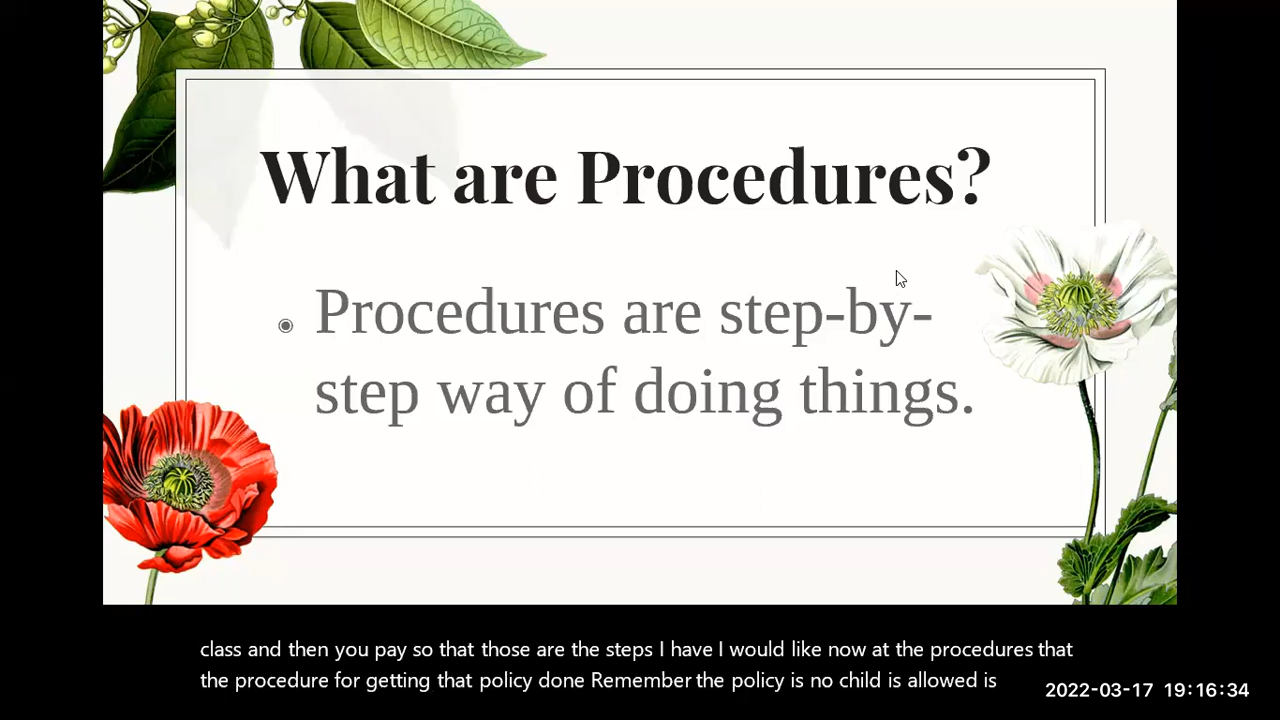 What are Procedures?
◉ Procedures are step-by-
step way of doing things.
class and then you pay so that those are the steps I have I would like now at the procedures that
the procedure for getting that policy done Remember the policy is no child is allowed is
2022-03-17 19:16:34